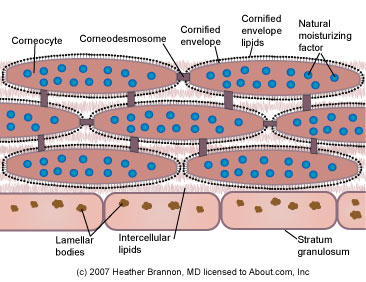 Corneocyte
Corneodesmosome
Cornified
envelope
Cornified
envelope
lipids
Natural
moisturizing
factor
Lamellar
bodies
Intercellular
lipids
Stratum
granulosum
(c) 2007 Heather Brannon, MD licensed to About.com, Inc